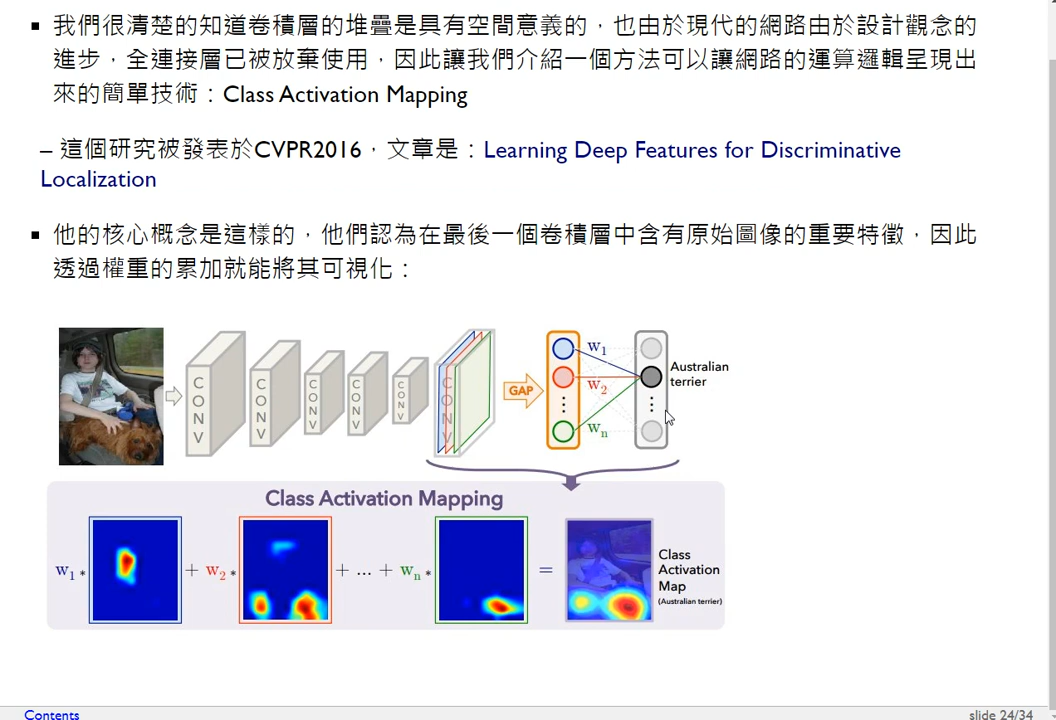 我們很清楚的知道卷積層的堆疊是具有空間意義的，也由於現代的網路由於設計觀念的
進步，全連接層已被放棄使用，因此讓我們介紹一個方法可以讓網路的運算邏輯呈現出
來的簡單技術：Class Activation Mapping
– 這個研究被發表於CVPR2016，文章是：Learning Deep Features for Discriminative
Localization
他的核心概念是這樣的，他們認為在最後一個卷積層中含有原始圖像的重要特徵，因此
透過權重的累加就能將其可視化：
CONV
CONV
CONV
CONV
CONV
CONV
GAP
w1
w2
wn
Australian
terrier
Class Activation Mapping
w1 * + w2 * + ... + wn * =
Class
Activation
Map
(Australian terrier)
Contents
slide 24/34